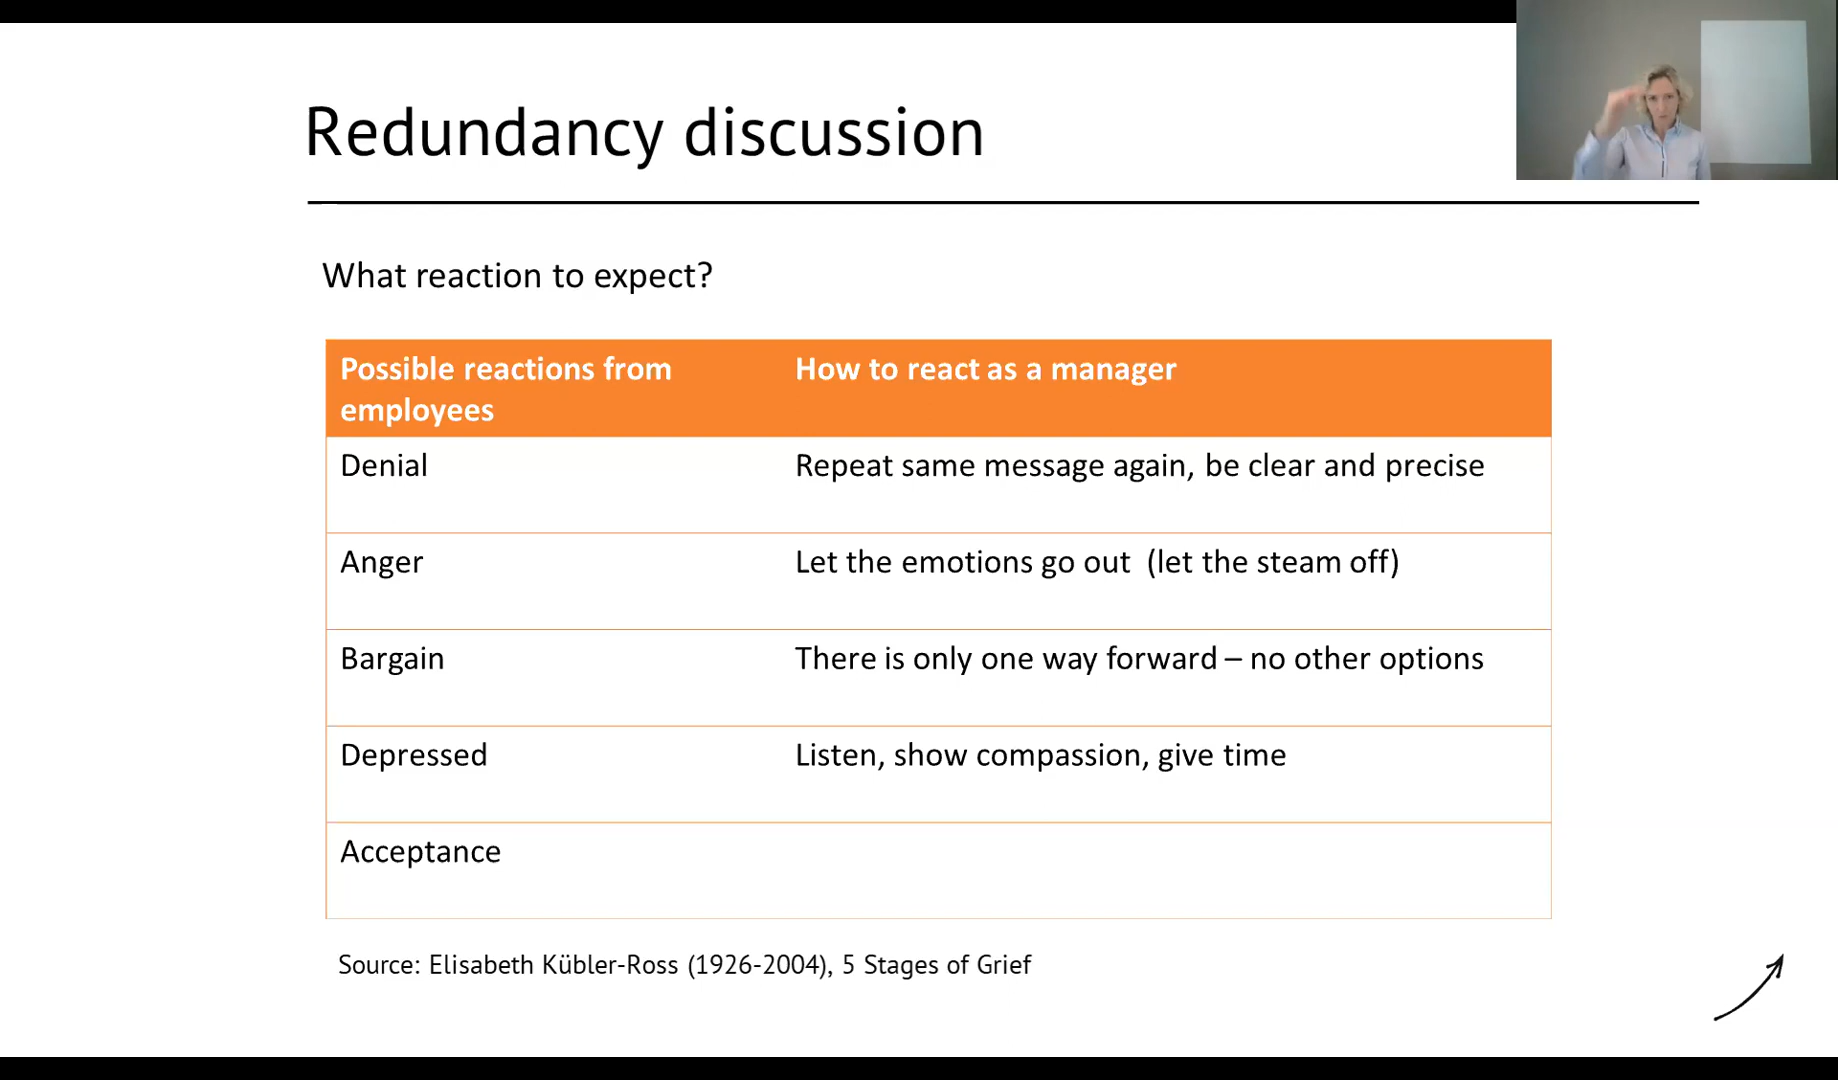 Redundancy discussion
What reaction to expect?
Possible reactions from
employees
How to react as a manager
Denial
Repeat same message again, be clear and precise
Anger
Let the emotions go out  (let the steam off)
Bargain
There is only one way forward – no other options
Depressed
Listen, show compassion, give time
Acceptance
Source: Elisabeth Kübler-Ross (1926-2004), 5 Stages of Grief